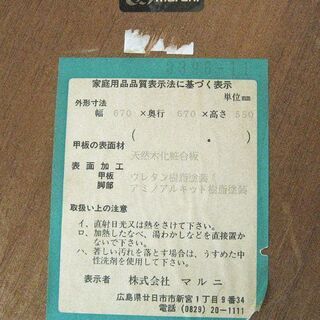 maruni
家庭用品品質表示法に基づく表示
単位mm
外形寸法
幅 670 ×奥行 670 ×高さ 550
( . )
甲板の表面材
天然木化粧合板
表面加工
甲板 ウレタン樹脂塗装
脚部 アミノアルキット樹脂塗装
取扱い上の注意
イ、直射日光又は熱をさけて下さい。
ロ、加熱したなべ、湯わかしなどを直接置か
ないで下さい。
ハ、著しい汚れを落とす場合は、うすめた中
性洗剤を使用して下さい。
表示者 株式会社 マルニ
広島県廿日市市新宮1丁目9番34
電話 (0829) 20-1111